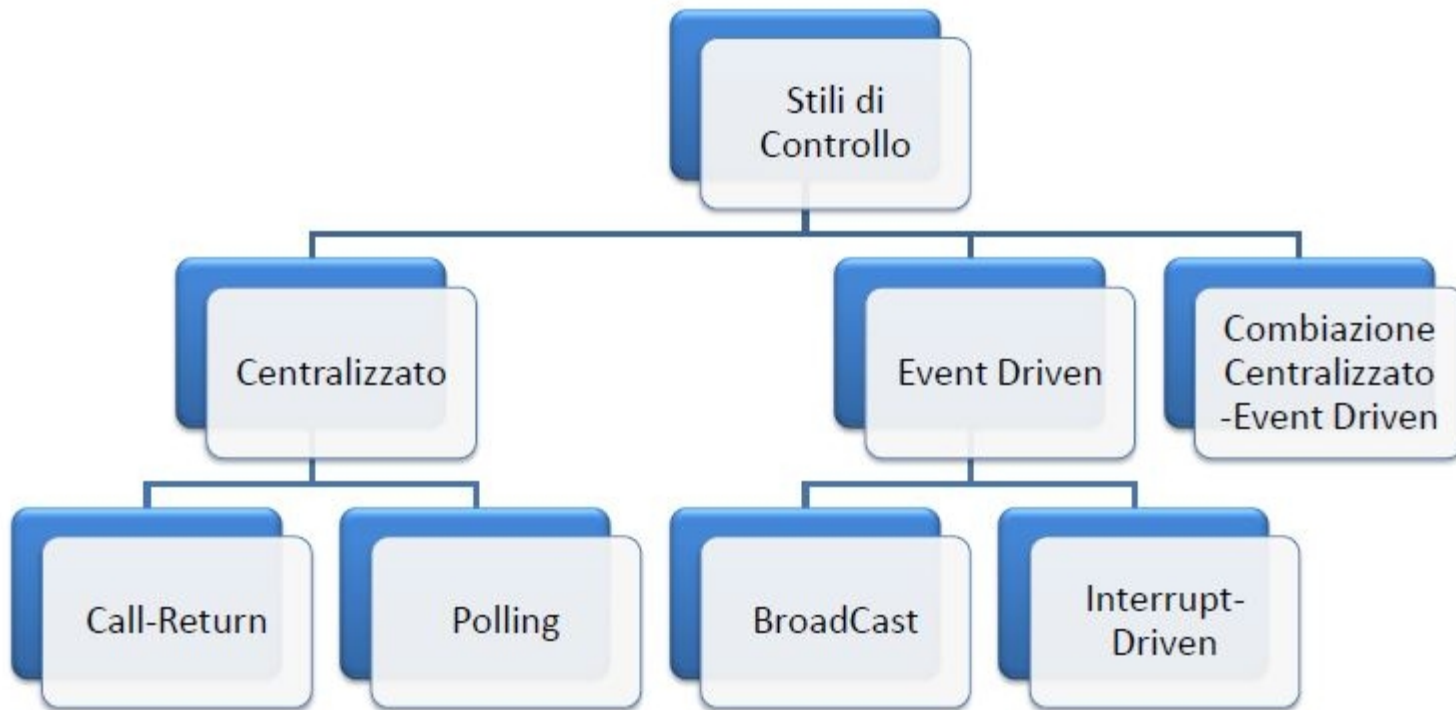 Stili di
Controllo
Centralizzato
Event Driven
Combiazione
Centralizzato
-Event Driven
Call-Return
Polling
BroadCast
Interrupt-
Driven